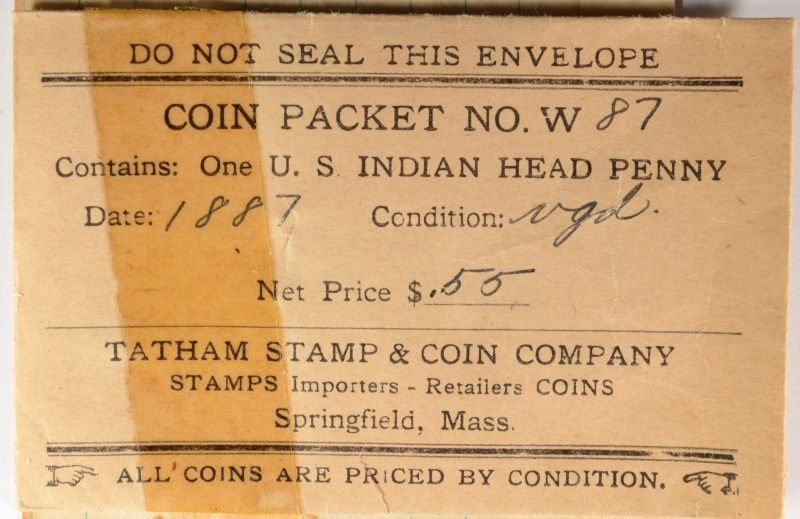 DO NOT SEAL THIS ENVELOPE
COIN PACKET NO. W 87
Contains: One U. S. INDIAN HEAD PENNY
Date: 1887 Condition: vgd.
Net Price $ .55
TATHAM STAMP & COIN COMPANY
STAMPS Importers - Retailers COINS
Springfield, Mass.
ALL COINS ARE PRICED BY CONDITION.